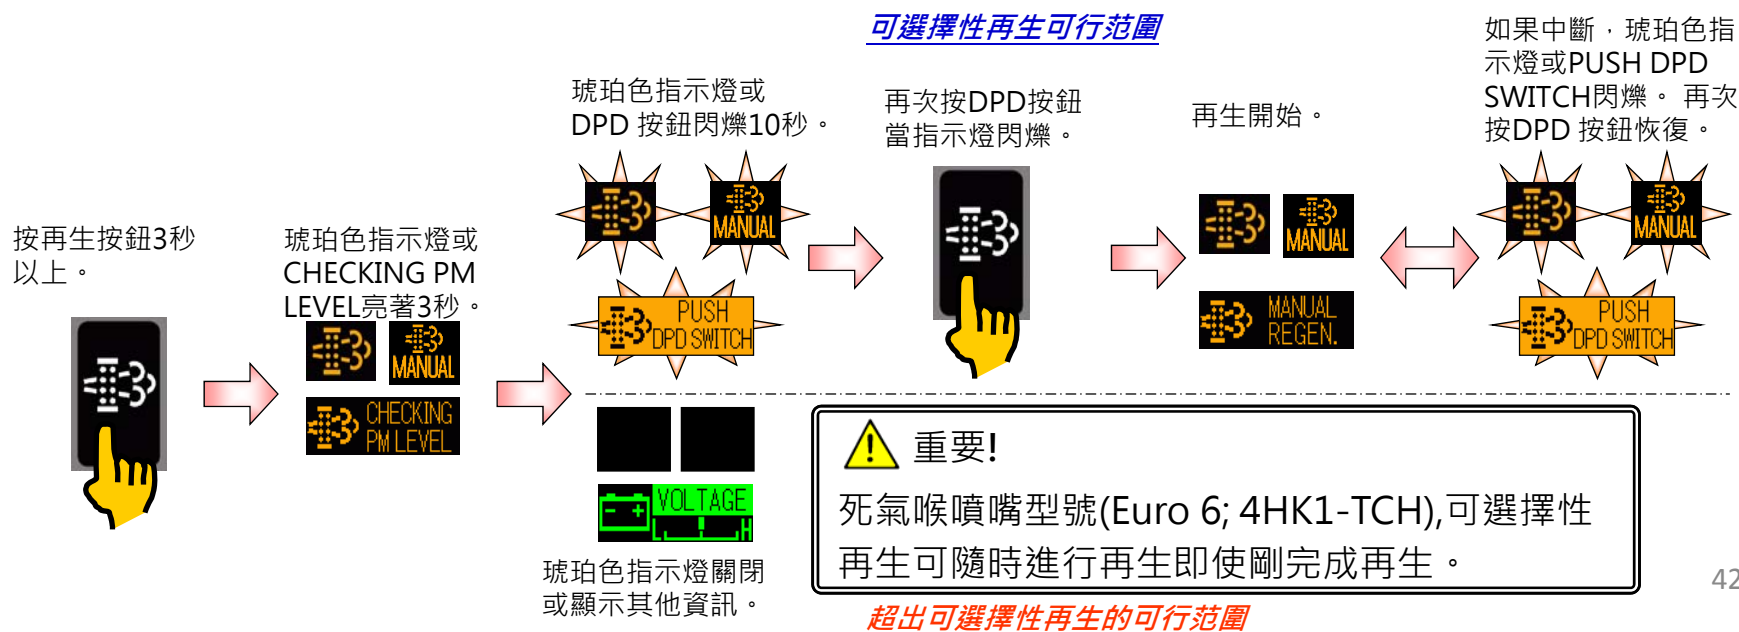 可選擇性再生可行范圍
按再生按鈕3秒
以上。
琥珀色指示燈或
CHECKING PM
LEVEL亮著3秒。
MANUAL
CHECKING
PM LEVEL
琥珀色指示燈或
DPD 按鈕閃爍10秒。
MANUAL
PUSH
DPD SWITCH
再次按DPD按鈕
當指示燈閃爍。
再生開始。
MANUAL
MANUAL
REGEN.
如果中斷，琥珀色指
示燈或PUSH DPD
SWITCH閃爍。 再次
按DPD 按鈕恢復。
MANUAL
PUSH
DPD SWITCH
- + VOLTAGE
L H
琥珀色指示燈關閉
或顯示其他資訊。
重要!
死氣喉噴嘴型號(Euro 6; 4HK1-TCH),可選擇性
再生可隨時進行再生即使剛完成再生。
超出可選擇性再生的可行范圍
42